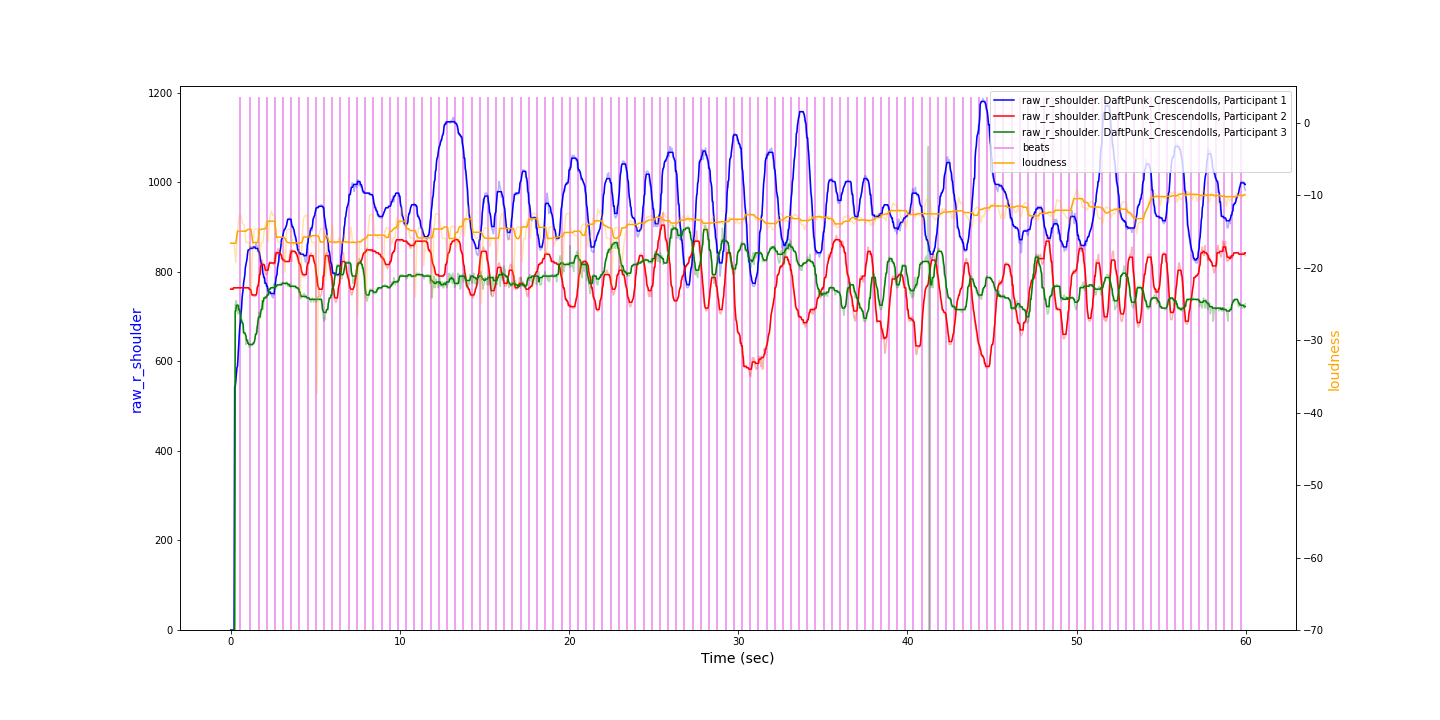 raw_r_shoulder. DaftPunk_Crescendolls, Participant 1
raw_r_shoulder. DaftPunk_Crescendolls, Participant 2
raw_r_shoulder. DaftPunk_Crescendolls, Participant 3
beats
loudness
1200
1000
800
600
400
200
0
raw_r_shoulder
0
−10
−20
−30
−40
−50
−60
−70
loudness
0 10 20 30 40 50 60
Time (sec)